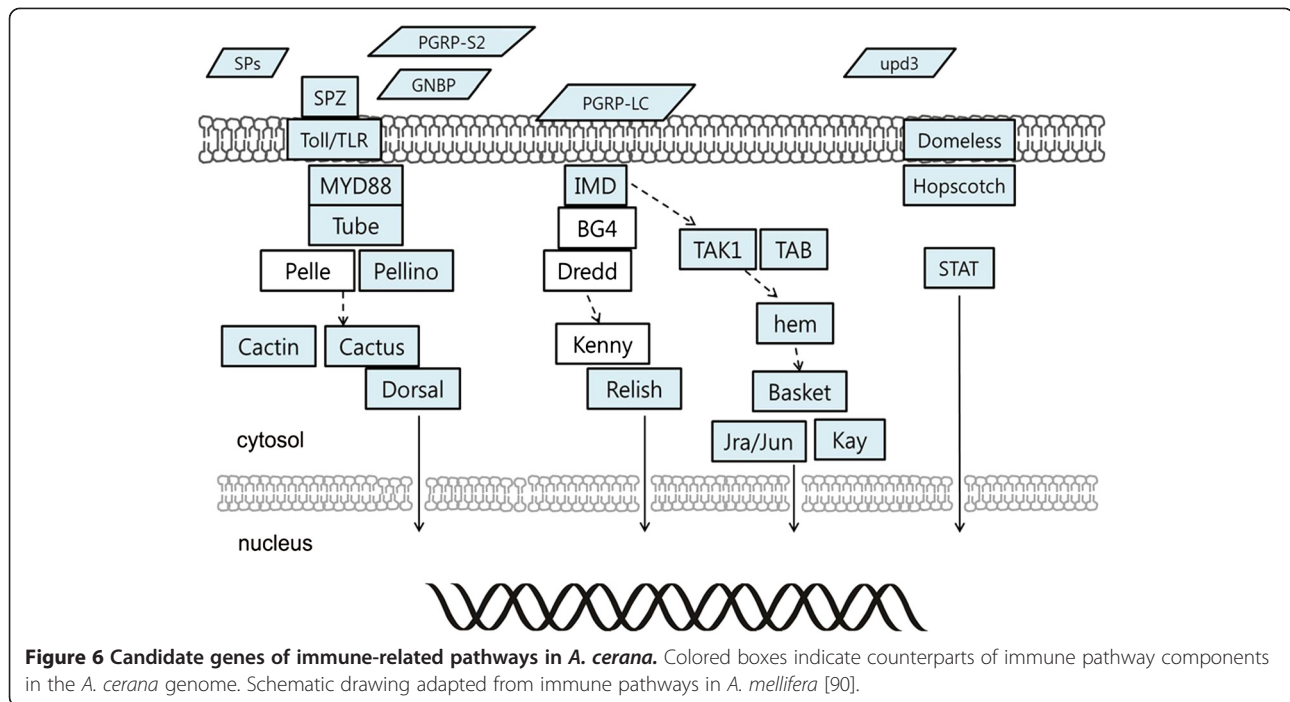 PGRP-S2
SPs
upd3
GNBP
SPZ
PGRP-LC
Toll/TLR
Domeless
MYD88
IMD
Hopscotch
Tube
BG4
TAK1
TAB
Pelle
Pellino
Dredd
STAT
hem
Cactin
Cactus
Kenny
Dorsal
Relish
Basket
cytosol
Jra/Jun
Kay
nucleus
Figure 6 Candidate genes of immune-related pathways in A. cerana. Colored boxes indicate counterparts of immune pathway components
in the A. cerana genome. Schematic drawing adapted from immune pathways in A. mellifera [90].